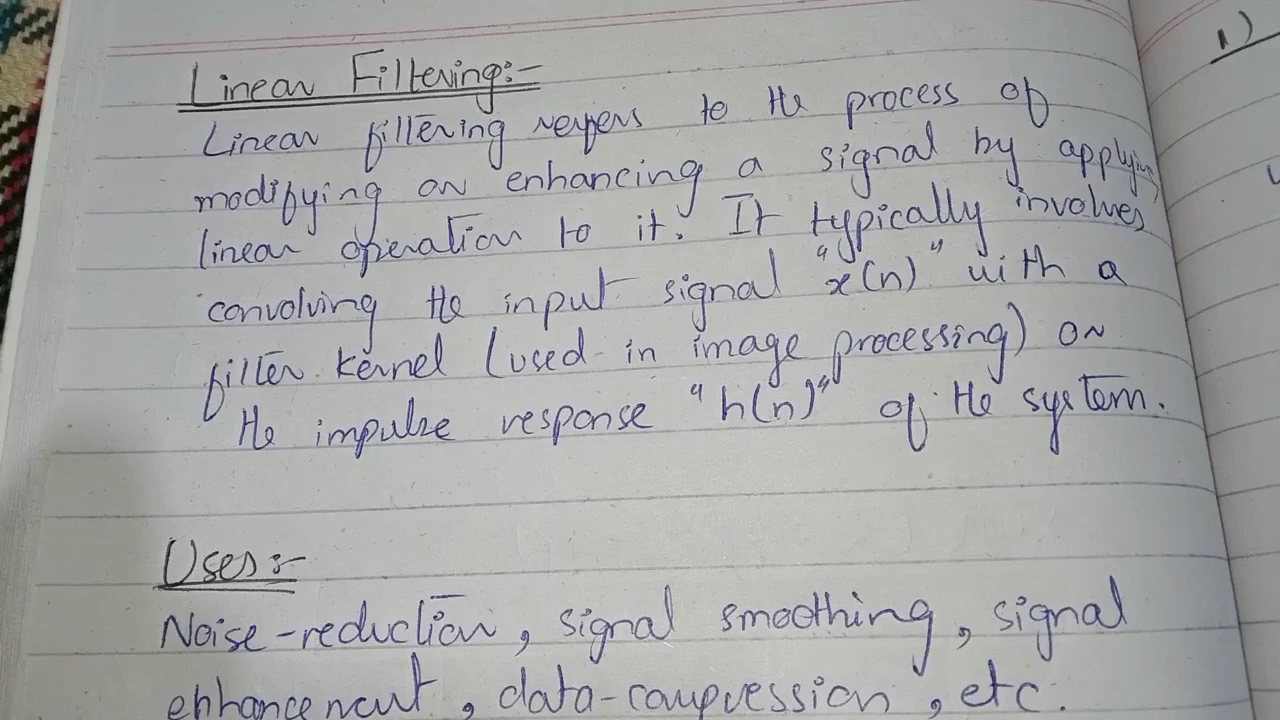 Linear Filtering:-
Linear filtering refers to the process of
modifying or enhancing a signal by applying
linear operation to it. It typically involves
convolving the input signal "x(n)" with a
filter kernel (used in image processing) or
the impulse response "h(n)" of the system.
Uses:-
Noise-reduction, signal smoothing, signal
enhancement, data-compression, etc.
1)